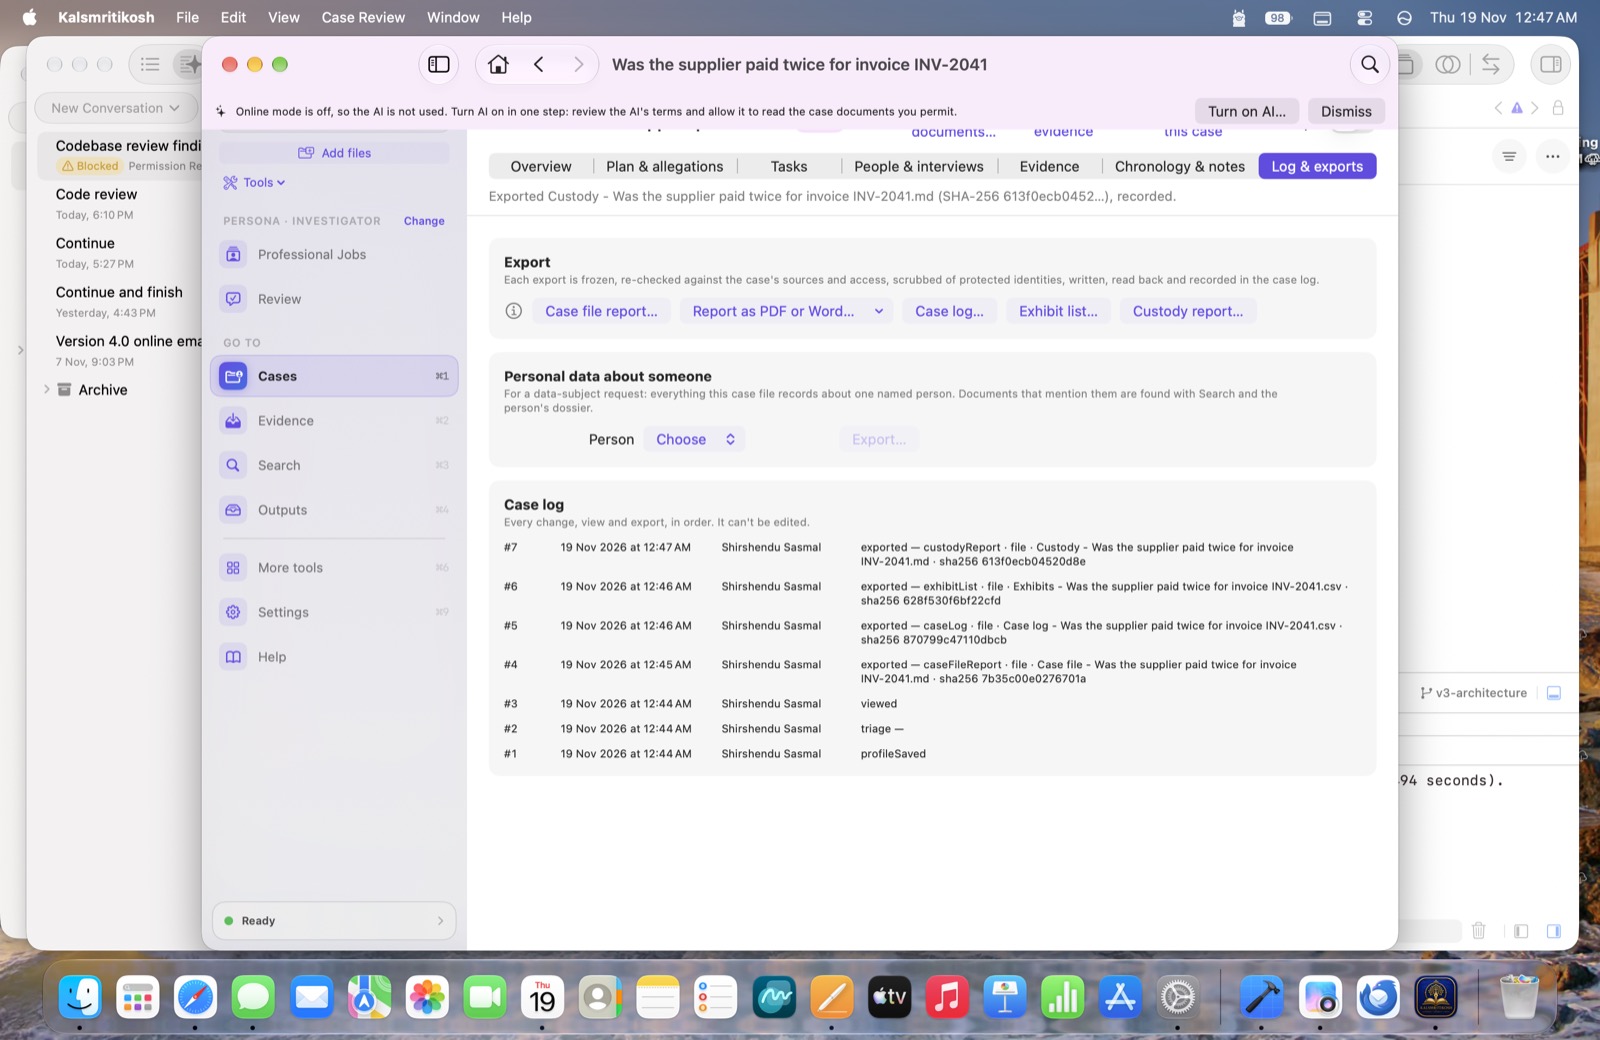 Kalsmritikosh File Edit View Case Review Window Help
98
Thu 19 Nov 12:47 AM
New Conversation
Codebase review findi
Blocked Permission Re
Code review
Today, 6:10 PM
Continue
Today, 5:27 PM
Continue and finish
Yesterday, 4:43 PM
Version 4.0 online ema
7 Nov, 9:03 PM
Archive
Was the supplier paid twice for invoice INV-2041
Online mode is off, so the AI is not used. Turn AI on in one step: review the AI's terms and allow it to read the case documents you permit.
Turn on AI...
Dismiss
Add files
Tools
PERSONA · INVESTIGATOR
Change
Professional Jobs
Review
GO TO
Cases ⌘1
Evidence ⌘2
Search ⌘3
Outputs ⌘4
More tools ⌘6
Settings ⌘9
Help
Ready
documents... evidence this case
Overview Plan & allegations Tasks People & interviews Evidence Chronology & notes Log & exports
Exported Custody - Was the supplier paid twice for invoice INV-2041.md (SHA-256 613f0ecb0452...), recorded.
Export
Each export is frozen, re-checked against the case's sources and access, scrubbed of protected identities, written, read back and recorded in the case log.
Case file report... Report as PDF or Word... Case log... Exhibit list... Custody report...
Personal data about someone
For a data-subject request: everything this case file records about one named person. Documents that mention them are found with Search and the
person's dossier.
Person Choose Export...
Case log
Every change, view and export, in order. It can't be edited.
#7 19 Nov 2026 at 12:47 AM Shirshendu Sasmal exported — custodyReport · file · Custody - Was the supplier paid twice for invoice
INV-2041.md · sha256 613f0ecb04520d8e
#6 19 Nov 2026 at 12:46 AM Shirshendu Sasmal exported — exhibitList · file · Exhibits - Was the supplier paid twice for invoice INV-2041.csv ·
sha256 628f530f6bf22cfd
#5 19 Nov 2026 at 12:46 AM Shirshendu Sasmal exported — caseLog · file · Case log - Was the supplier paid twice for invoice INV-2041.csv ·
sha256 870799c47110dbcb
#4 19 Nov 2026 at 12:45 AM Shirshendu Sasmal exported — caseFileReport · file · Case file - Was the supplier paid twice for invoice
INV-2041.md · sha256 7b35c00e0276701a
#3 19 Nov 2026 at 12:44 AM Shirshendu Sasmal viewed
#2 19 Nov 2026 at 12:44 AM Shirshendu Sasmal triage —
#1 19 Nov 2026 at 12:44 AM Shirshendu Sasmal profileSaved
v3-architecture
94 seconds).
Thu
19
tv